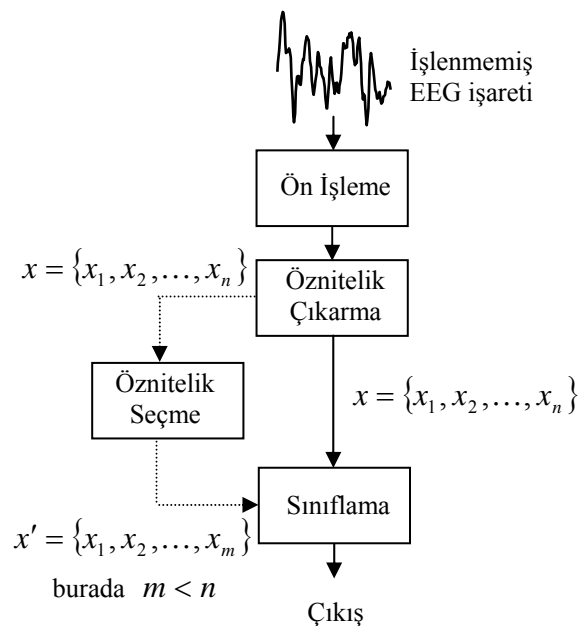 İşlenmemiş
EEG işareti
Ön İşleme
x = {x₁, x₂, …, xₙ}
Öznitelik
Çıkarma
Öznitelik
Seçme
x = {x₁, x₂, …, xₙ}
Sınıflama
x′ = {x₁, x₂, …, xₘ}
burada m < n
Çıkış